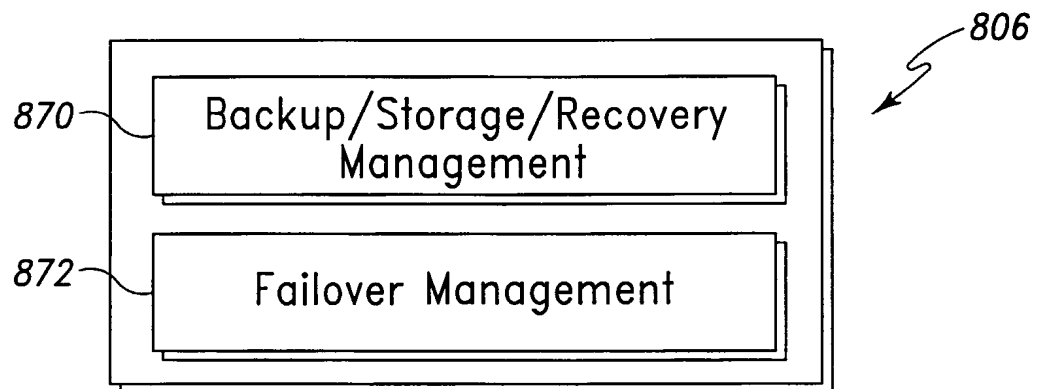 806
870
Backup/Storage/Recovery
Management
872
Failover Management